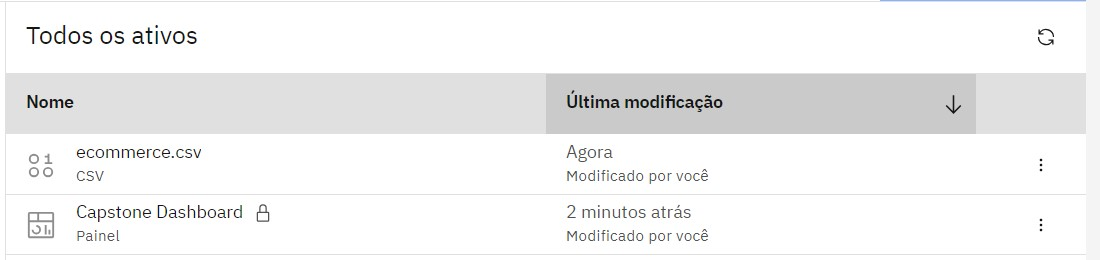 Todos os ativos
Nome Última modificação
ecommerce.csv Agora
CSV Modificado por você
Capstone Dashboard 2 minutos atrás
Painel Modificado por você